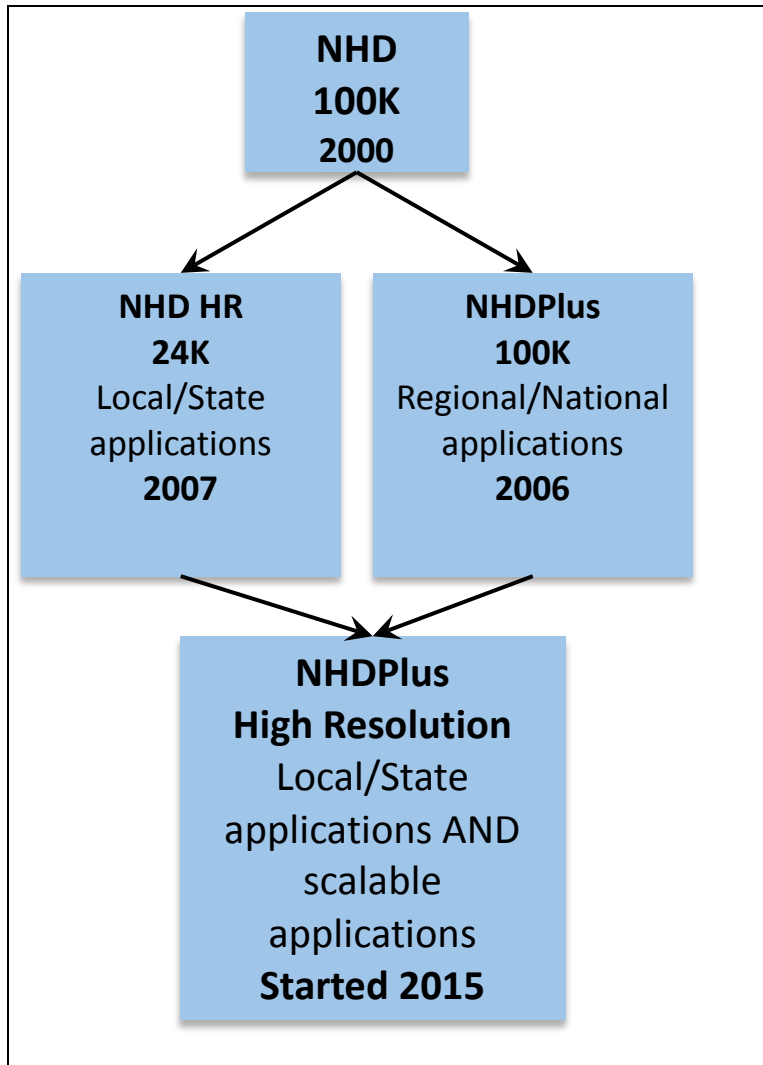 NHD
100K
2000
NHD HR
24K
Local/State
applications
2007
NHDPlus
100K
Regional/National
applications
2006
NHDPlus
High Resolution
Local/State
applications AND
scalable
applications
Started 2015